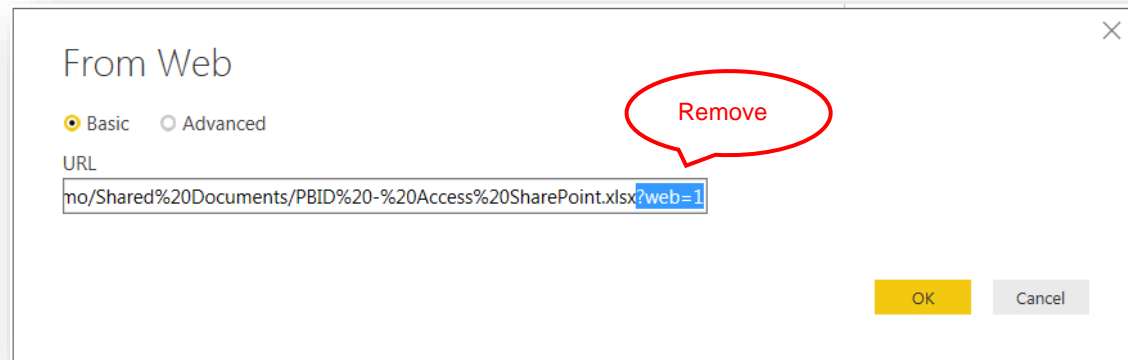 From Web
Remove
Basic
Advanced
URL
mo/Shared%20Documents/PBID%20-%20Access%20SharePoint.xlsx?web=1
OK
Cancel